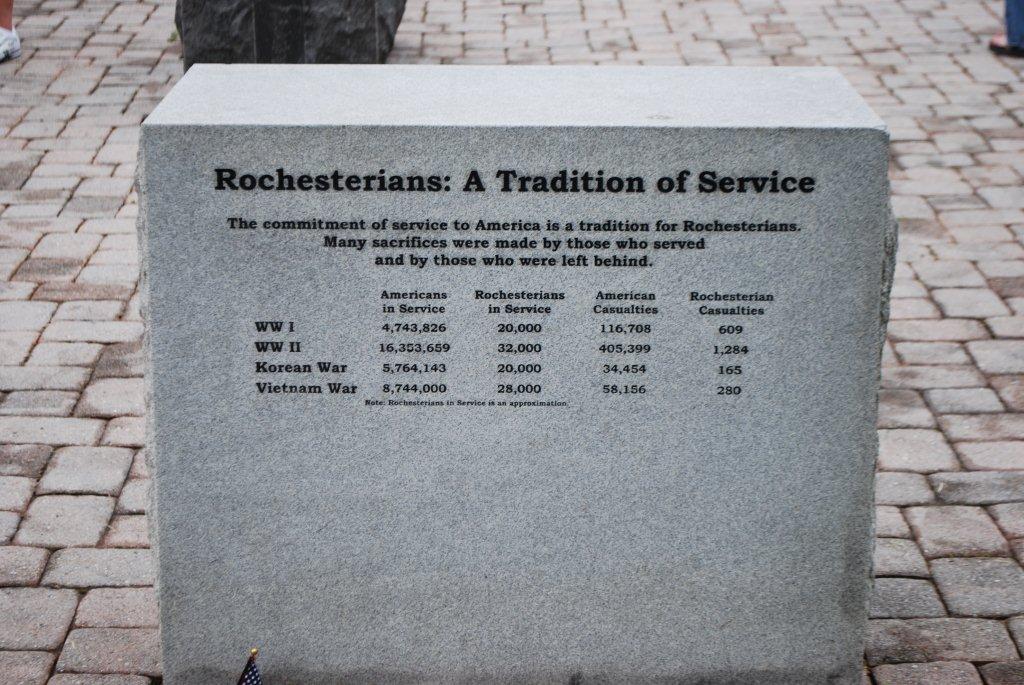 Rochesterians: A Tradition of Service
The commitment of service to America is a tradition for Rochesterians.
Many sacrifices were made by those who served
and by those who were left behind.
Americans Rochesterians American Rochesterian
in Service in Service Casualties Casualties
WW I 4,743,826 20,000 116,708 609
WW II 16,353,659 32,000 405,399 1,284
Korean War 5,764,143 20,000 34,454 165
Vietnam War 8,744,000 28,000 58,156 280
Note: Rochesterians in Service is an approximation.